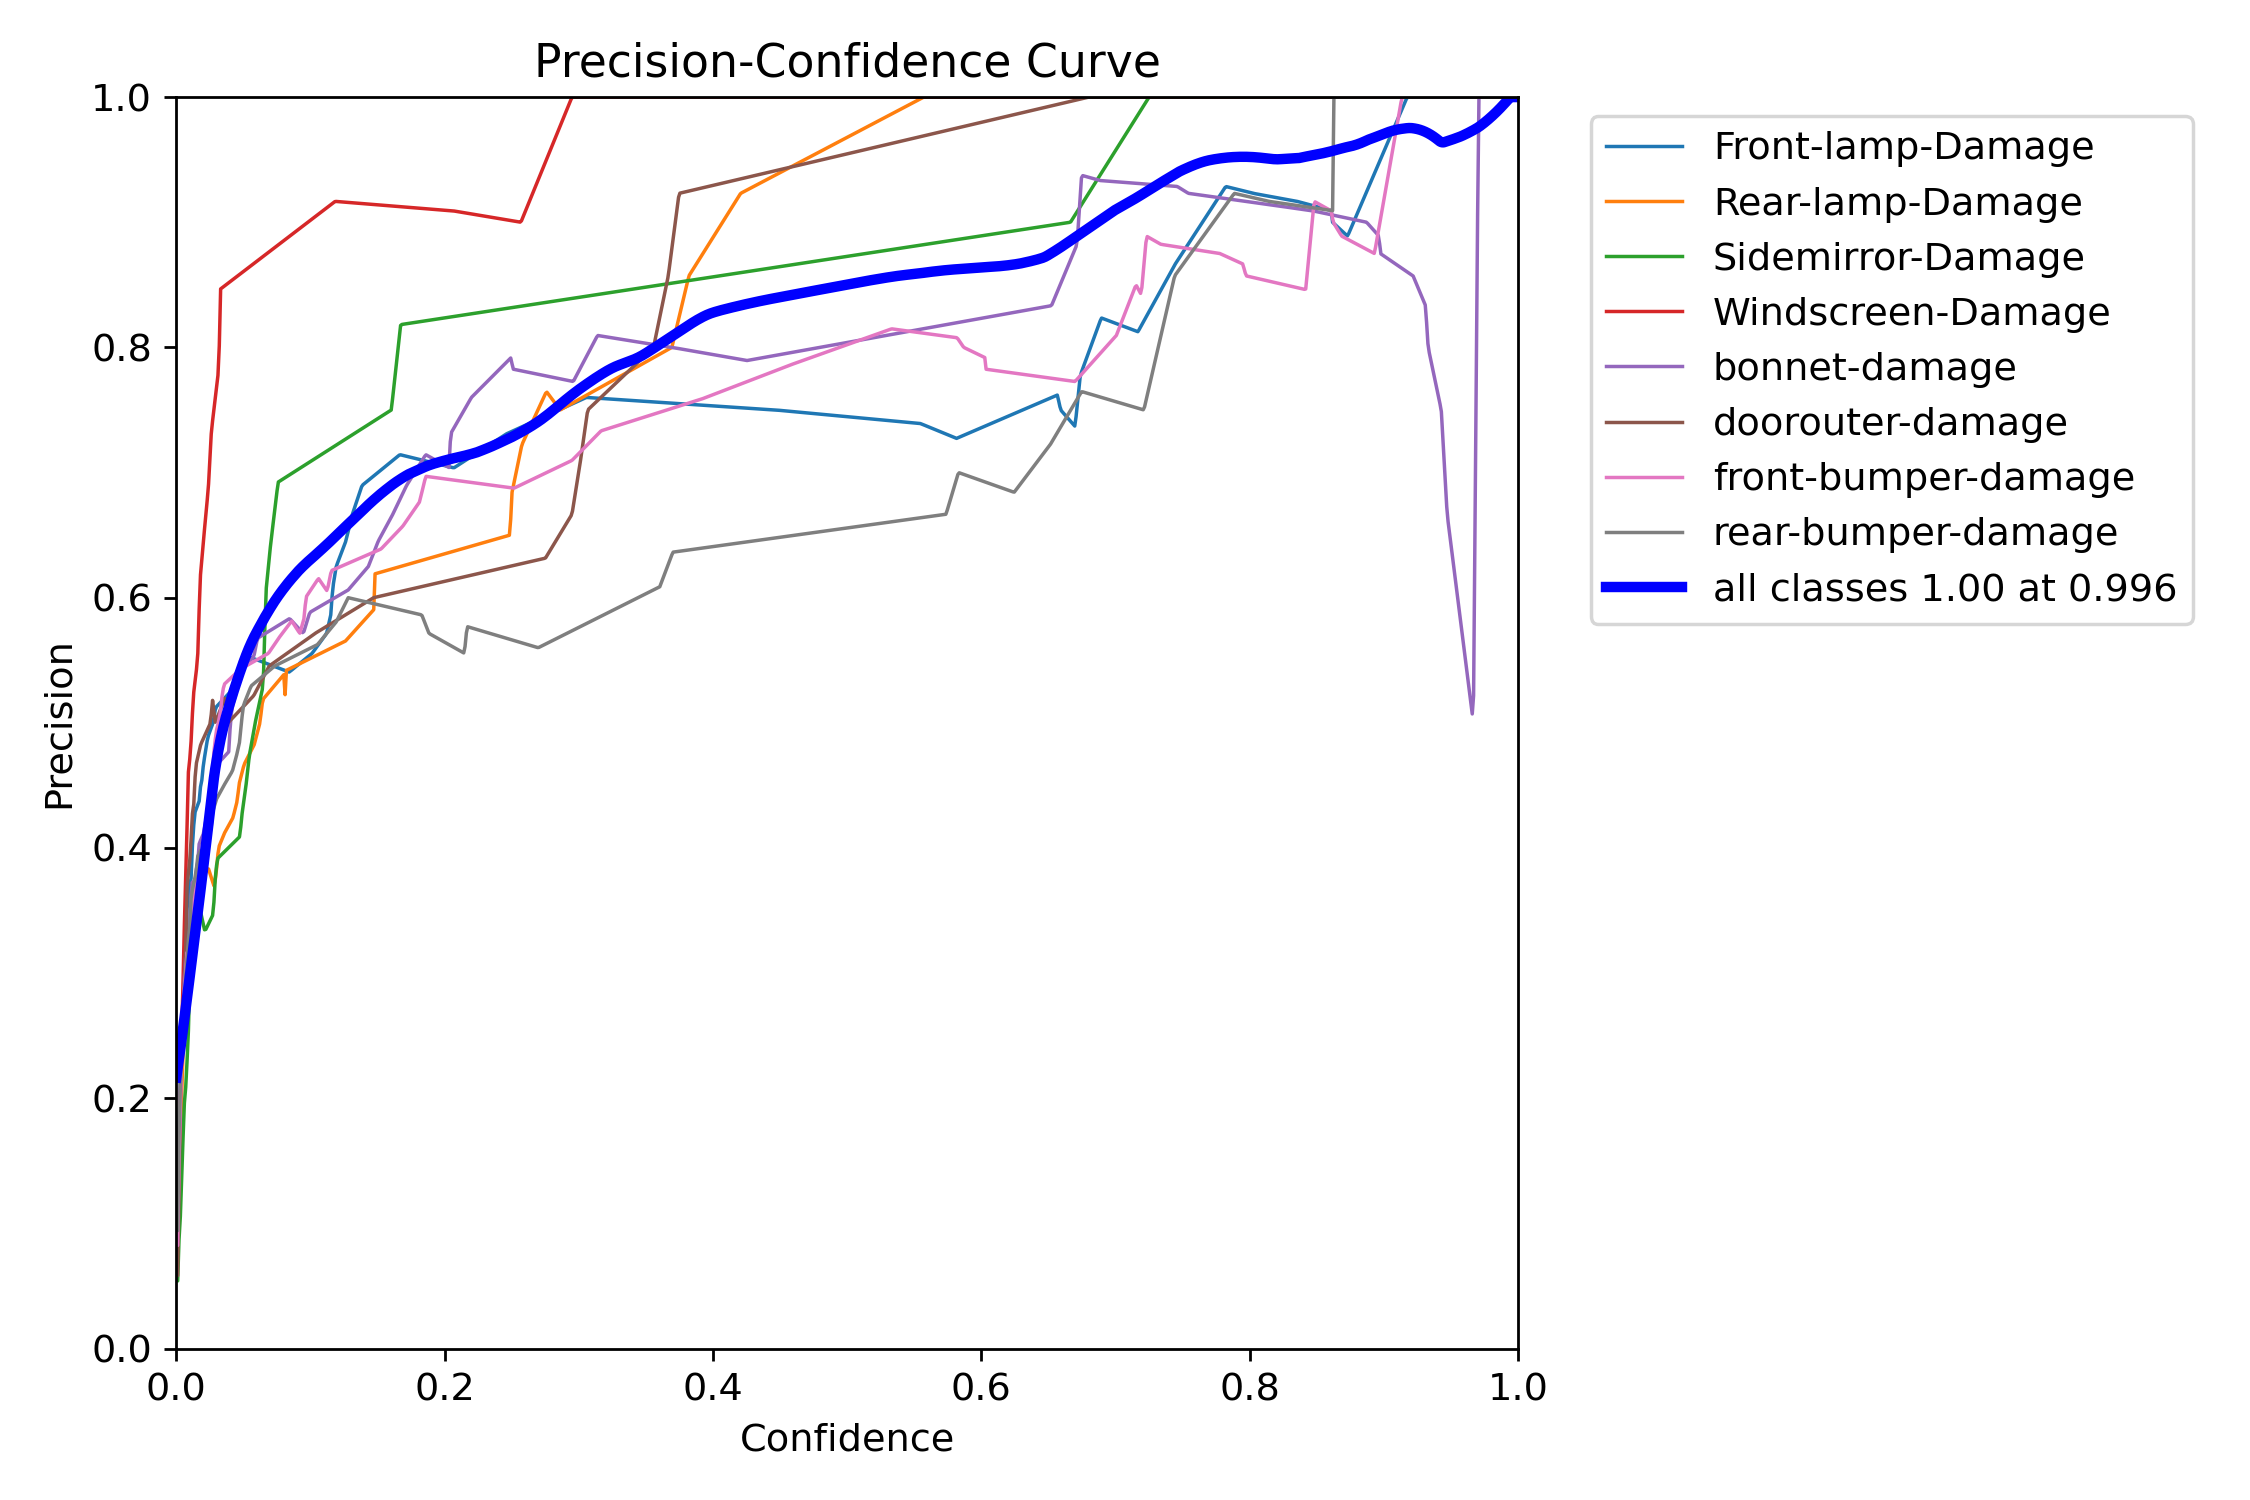 Precision-Confidence Curve
1.0
0.8
0.6
0.4
0.2
0.0
Precision
0.0 0.2 0.4 0.6 0.8 1.0
Confidence
Front-lamp-Damage
Rear-lamp-Damage
Sidemirror-Damage
Windscreen-Damage
bonnet-damage
doorouter-damage
front-bumper-damage
rear-bumper-damage
all classes 1.00 at 0.996